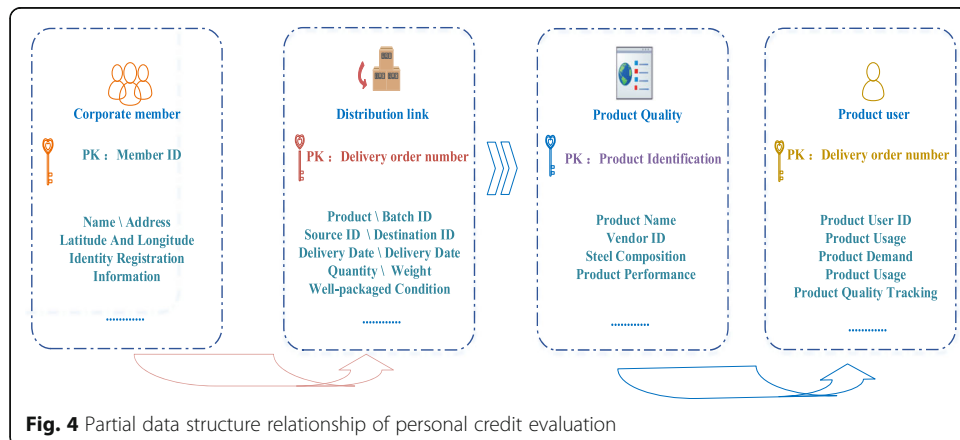 Corporate member
PK： Member ID
Name \ Address
Latitude And Longitude
Identity Registration
Information
............
Distribution link
PK： Delivery order number
Product \ Batch ID
Source ID \ Destination ID
Delivery Date \ Delivery Date
Quantity \ Weight
Well-packaged Condition
............
Product Quality
PK： Product Identification
Product Name
Vendor ID
Steel Composition
Product Performance
............
Product user
PK： Delivery order number
Product User ID
Product Usage
Product Demand
Product Usage
Product Quality Tracking
............
Fig. 4 Partial data structure relationship of personal credit evaluation